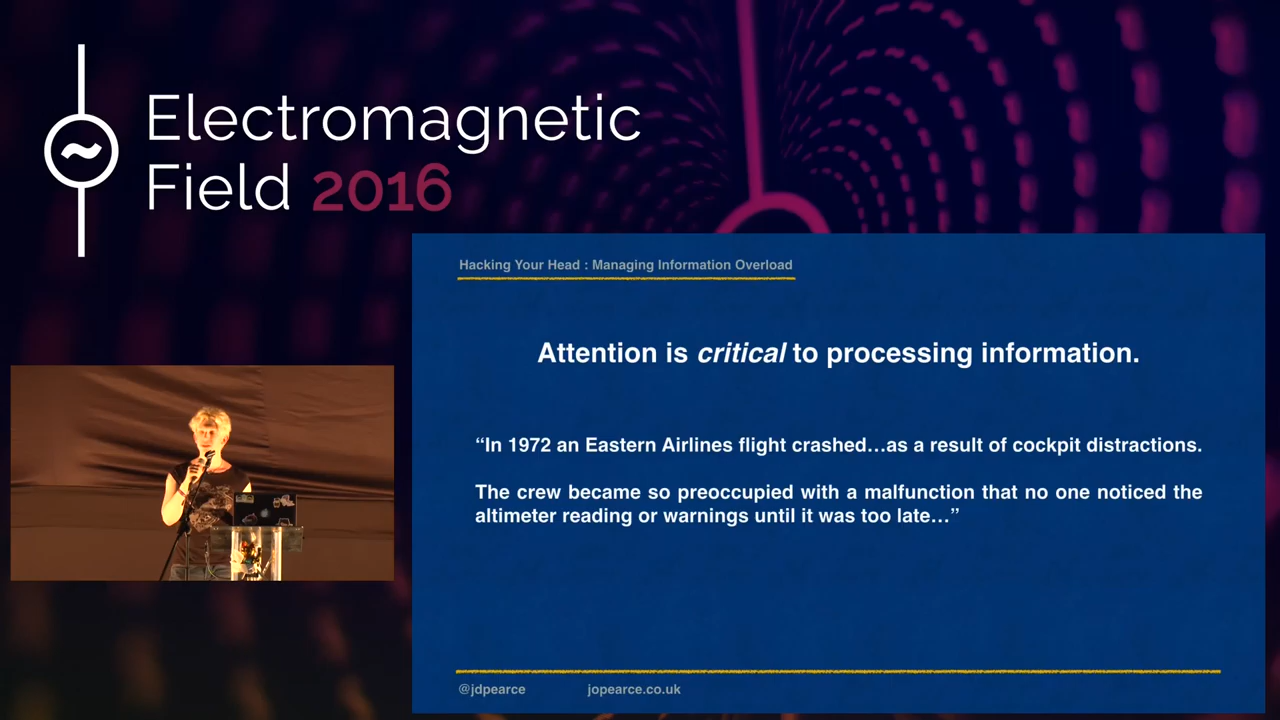 Electromagnetic
Field 2016
Hacking Your Head : Managing Information Overload
Attention is critical to processing information.
“In 1972 an Eastern Airlines flight crashed…as a result of cockpit distractions.
The crew became so preoccupied with a malfunction that no one noticed the
altimeter reading or warnings until it was too late…”
@jdpearce jopearce.co.uk